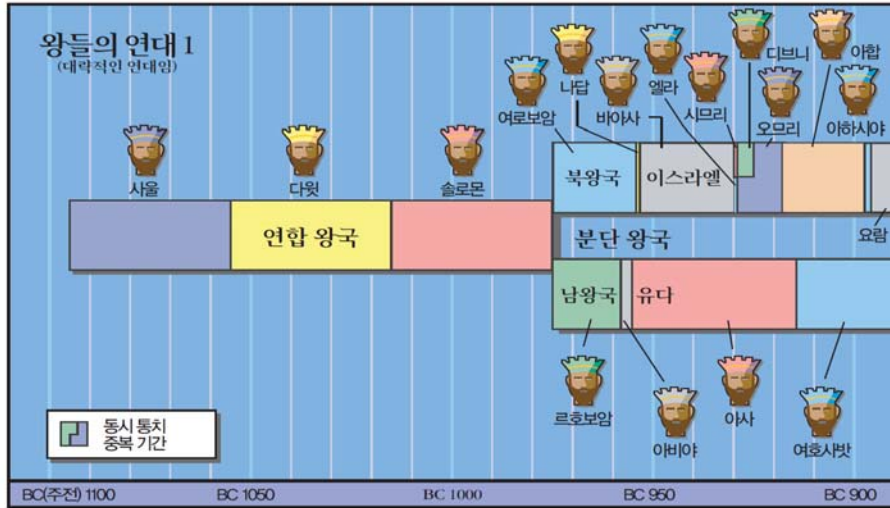 왕들의 연대 1
(대략적인 연대임)
사울
다윗
솔로몬
여로보암
나답
바아사
엘라
시므리
디브니
오므리
아합
아하시야
북왕국
이스라엘
요람
연합 왕국
분단 왕국
남왕국
유다
르호보암
아비야
아사
여호사밧
동시 통치
중복 기간
BC(주전) 1100
BC 1050
BC 1000
BC 950
BC 900